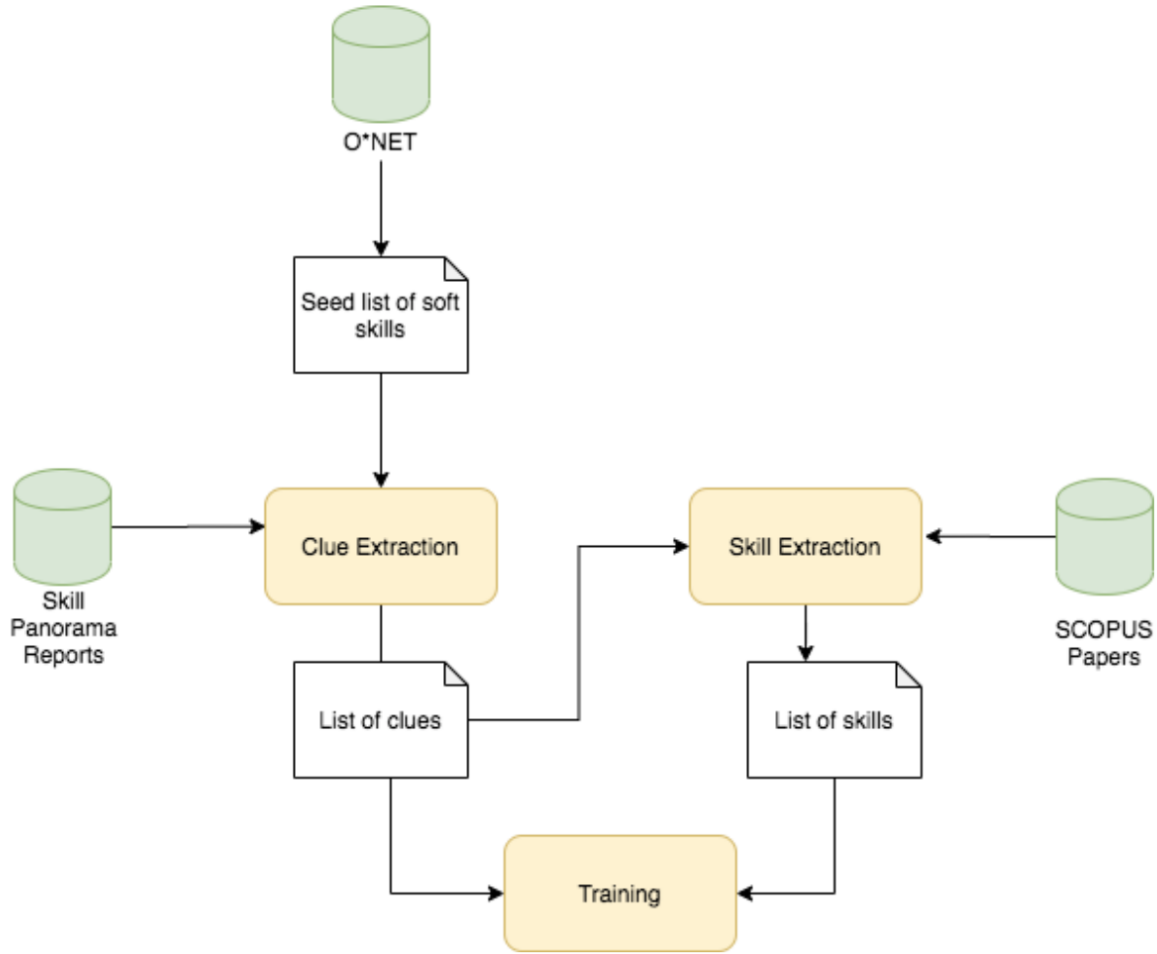 O*NET
Seed list of soft
skills
Clue Extraction
Skill Extraction
Skill
Panorama
Reports
SCOPUS
Papers
List of clues
List of skills
Training